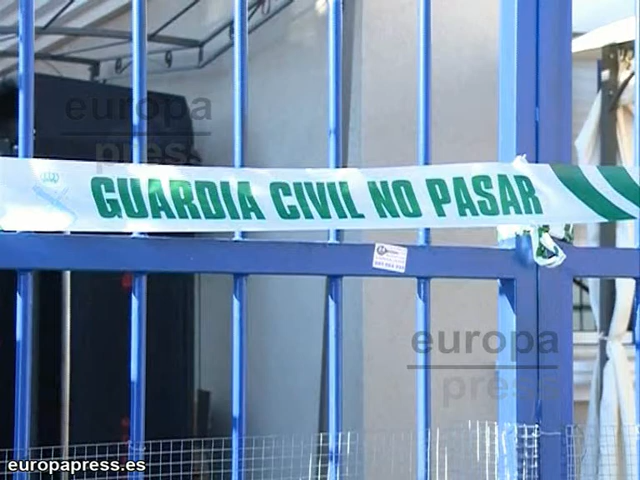 europa
press
GUARDIA CIVIL NO PASAR
europa
press
europapress.es